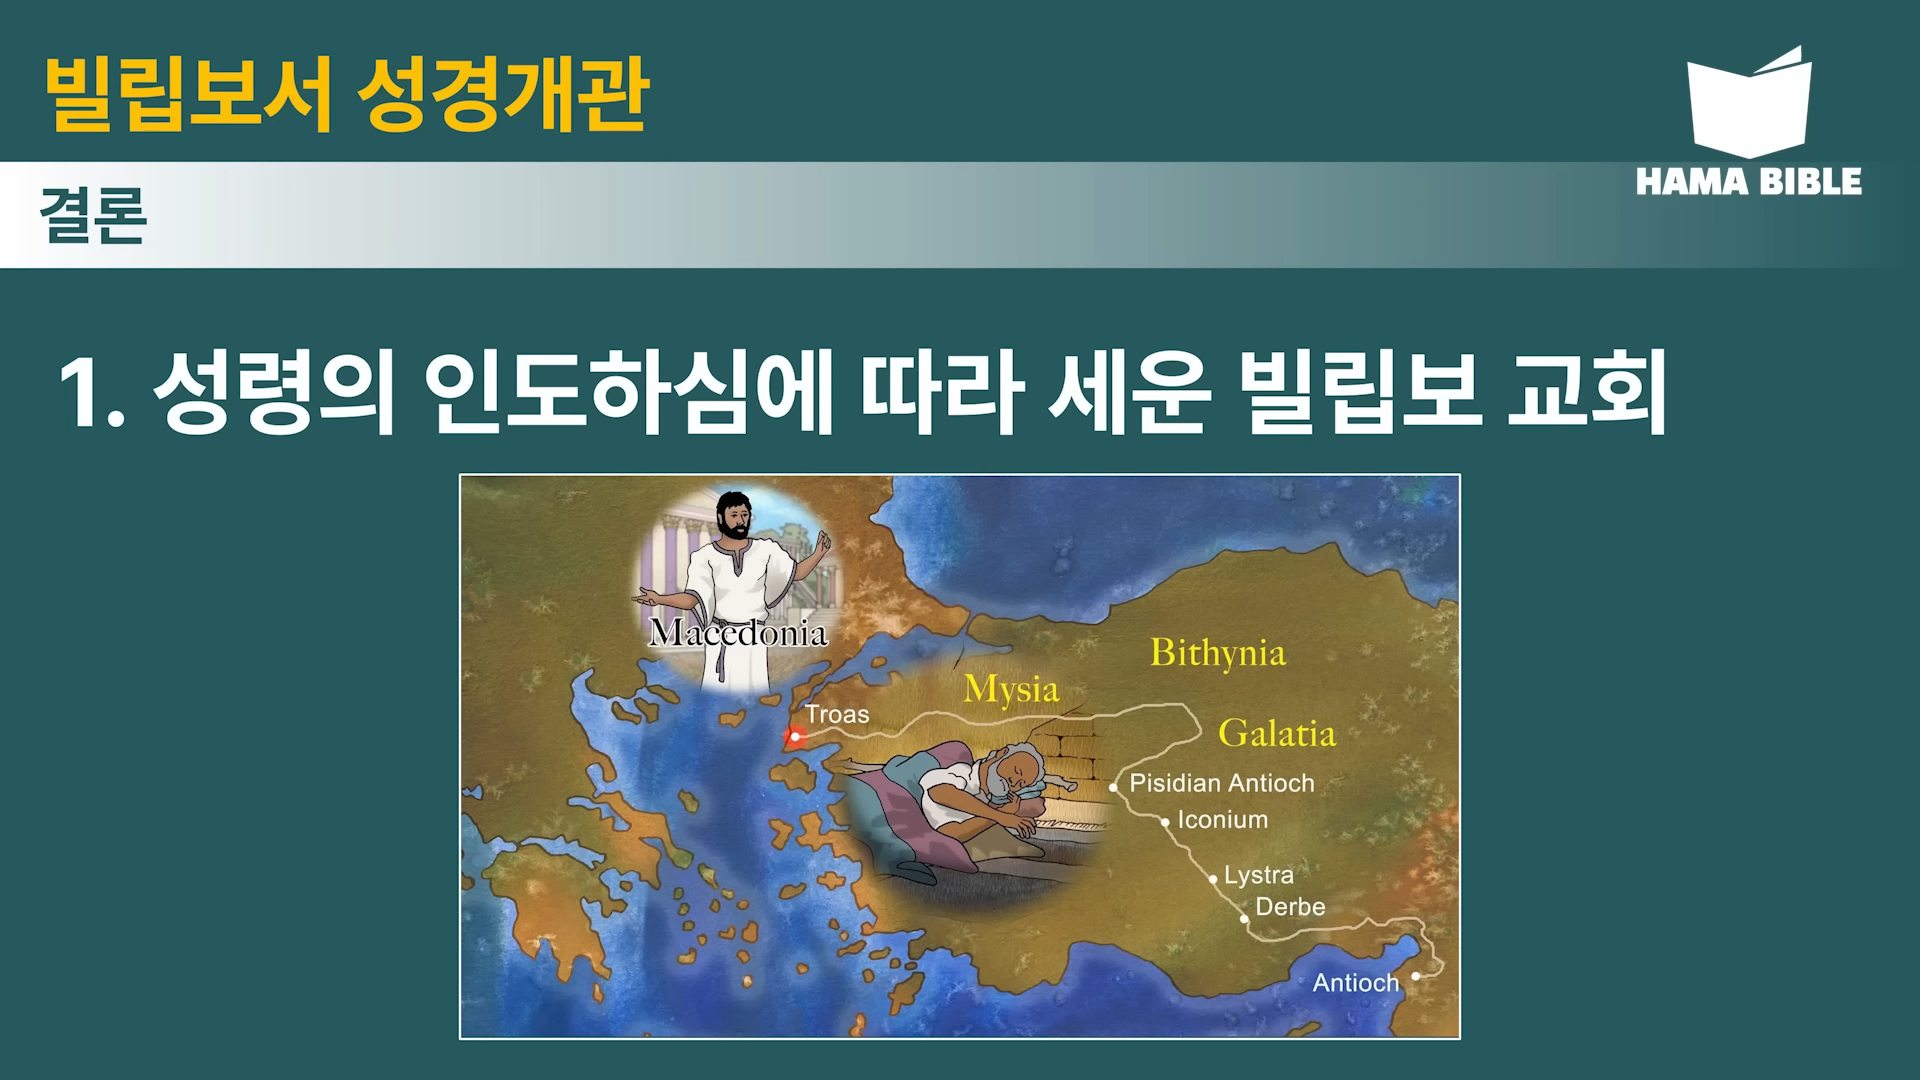 빌립보서 성경개관
HAMA BIBLE
결론
1. 성령의 인도하심에 따라 세운 빌립보 교회
Macedonia
Bithynia
Mysia
Troas
Galatia
Pisidian Antioch
Iconium
Lystra
Derbe
Antioch